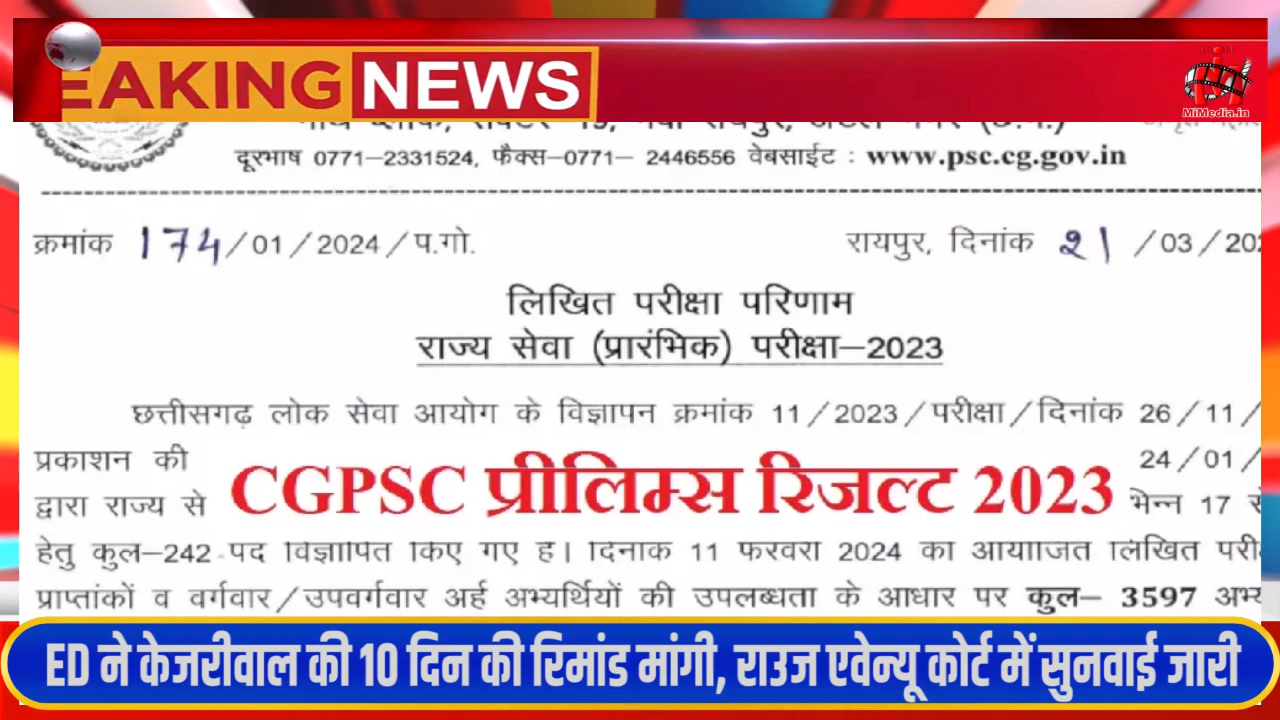 EAKING NEWS
MiMedia.in
दूरभाष 0771–2331524, फैक्स–0771– 2446556 वेबसाईट : www.psc.cg.gov.in
क्रमांक 174/01/2024/प.गो.
रायपुर, दिनांक 21 /03/202
लिखित परीक्षा परिणाम
राज्य सेवा (प्रारंभिक) परीक्षा–2023
छत्तीसगढ़ लोक सेवा आयोग के विज्ञापन क्रमांक 11/2023/परीक्षा/दिनांक 26/11/
प्रकाशन की 24/01/
CGPSC प्रीलिम्स रिजल्ट 2023
द्वारा राज्य से भिन्न 17
हेतु कुल–242 पद विज्ञापित किए गए है। दिनांक 11 फरवरी 2024 को आयोजित लिखित
प्राप्तांकों व वर्गवार/उपवर्गवार अर्ह अभ्यर्थियों की उपलब्धता के आधार पर कुल– 3597 अभ्य
ED ने केजरीवाल की 10 दिन की रिमांड मांगी, राउज एवेन्यू कोर्ट में सुनवाई जारी